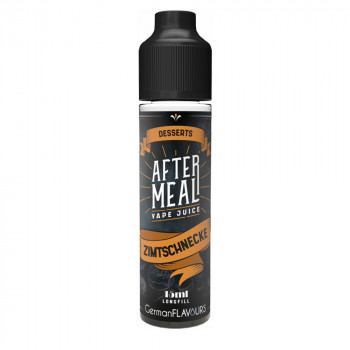 DESSERTS
AFTER
MEAL
VAPE JUICE
ZIMTSCHNECKE
15ml
LONGFILL
GermanFLAVOURS